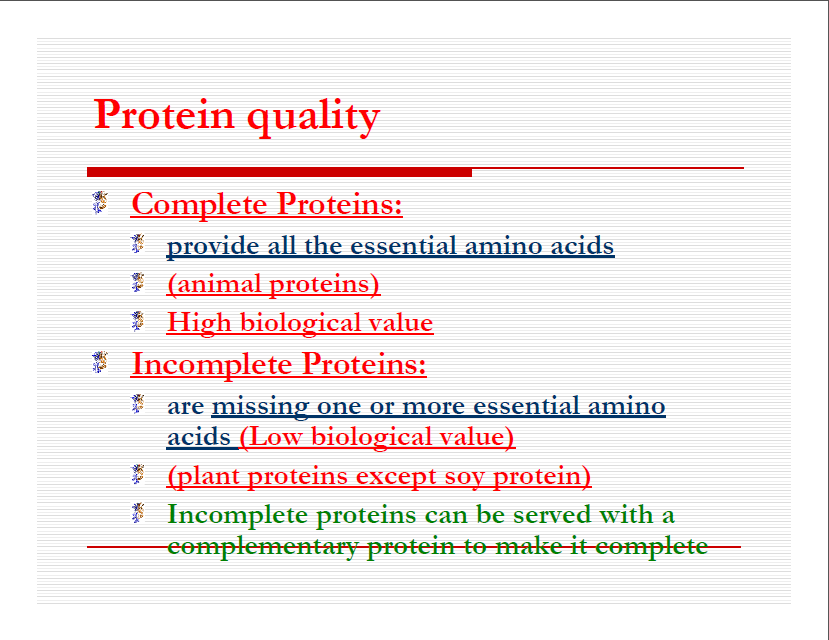 Protein quality
Complete Proteins:
provide all the essential amino acids
(animal proteins)
High biological value
Incomplete Proteins:
are missing one or more essential amino
acids (Low biological value)
(plant proteins except soy protein)
Incomplete proteins can be served with a
complementary protein to make it complete